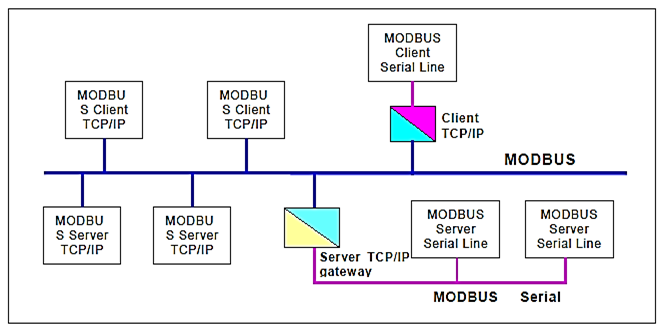 MODBUS
Client
Serial Line
MODBU
S Client
TCP/IP
MODBU
S Client
TCP/IP
Client
TCP/IP
MODBUS
MODBU
S Server
TCP/IP
MODBU
S Server
TCP/IP
Server TCP/IP
gateway
MODBUS
Server
Serial Line
MODBUS
Server
Serial Line
MODBUS Serial